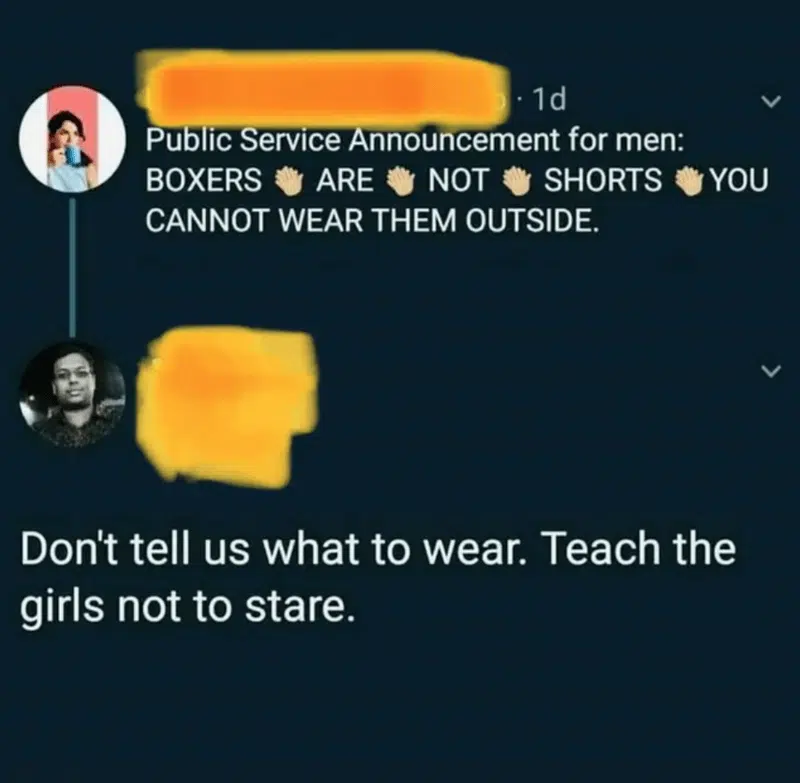 · 1d
Public Service Announcement for men:
BOXERS 👏🏼 ARE 👏🏼 NOT 👏🏼 SHORTS 👏🏼 YOU
CANNOT WEAR THEM OUTSIDE.
Don't tell us what to wear. Teach the
girls not to stare.